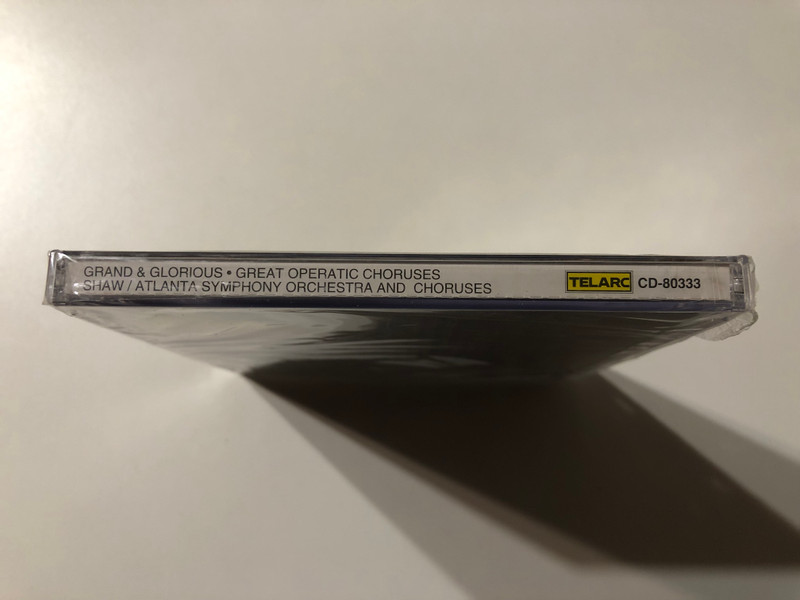 GRAND & GLORIOUS • GREAT OPERATIC CHORUSES
SHAW / ATLANTA SYMPHONY ORCHESTRA AND CHORUSES
TELARC CD-80333